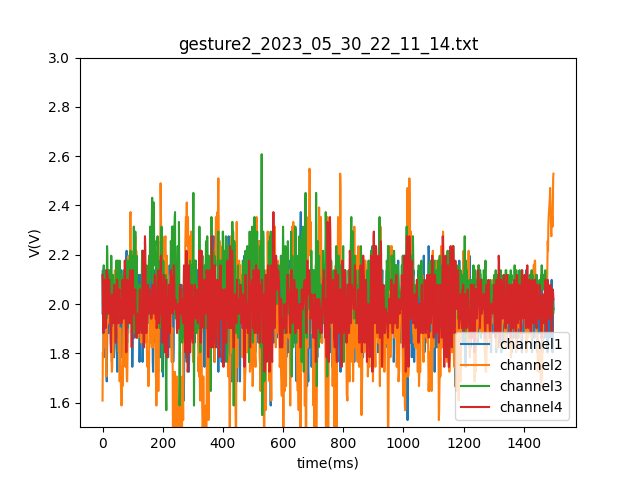 gesture2_2023_05_30_22_11_14.txt
3.0
2.8
2.6
2.4
2.2
2.0
1.8
1.6
V(V)
0 200 400 600 800 1000 1200 1400
time(ms)
channel1
channel2
channel3
channel4